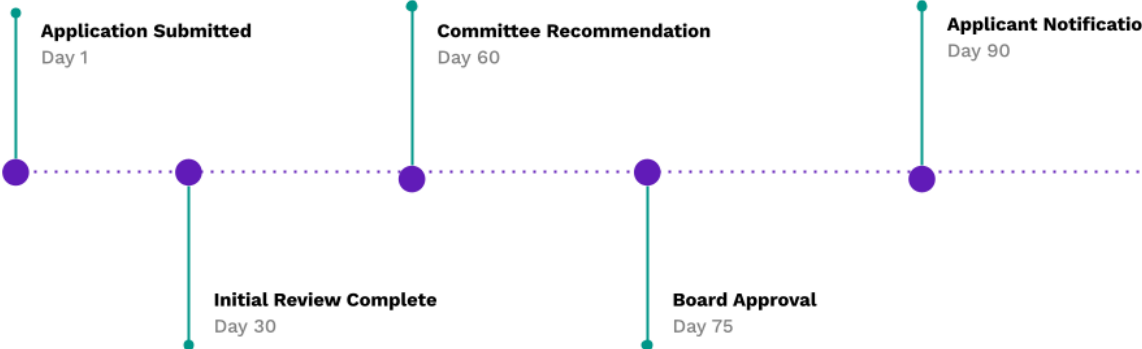 Application Submitted
Day 1
Initial Review Complete
Day 30
Committee Recommendation
Day 60
Board Approval
Day 75
Applicant Notificatio
Day 90